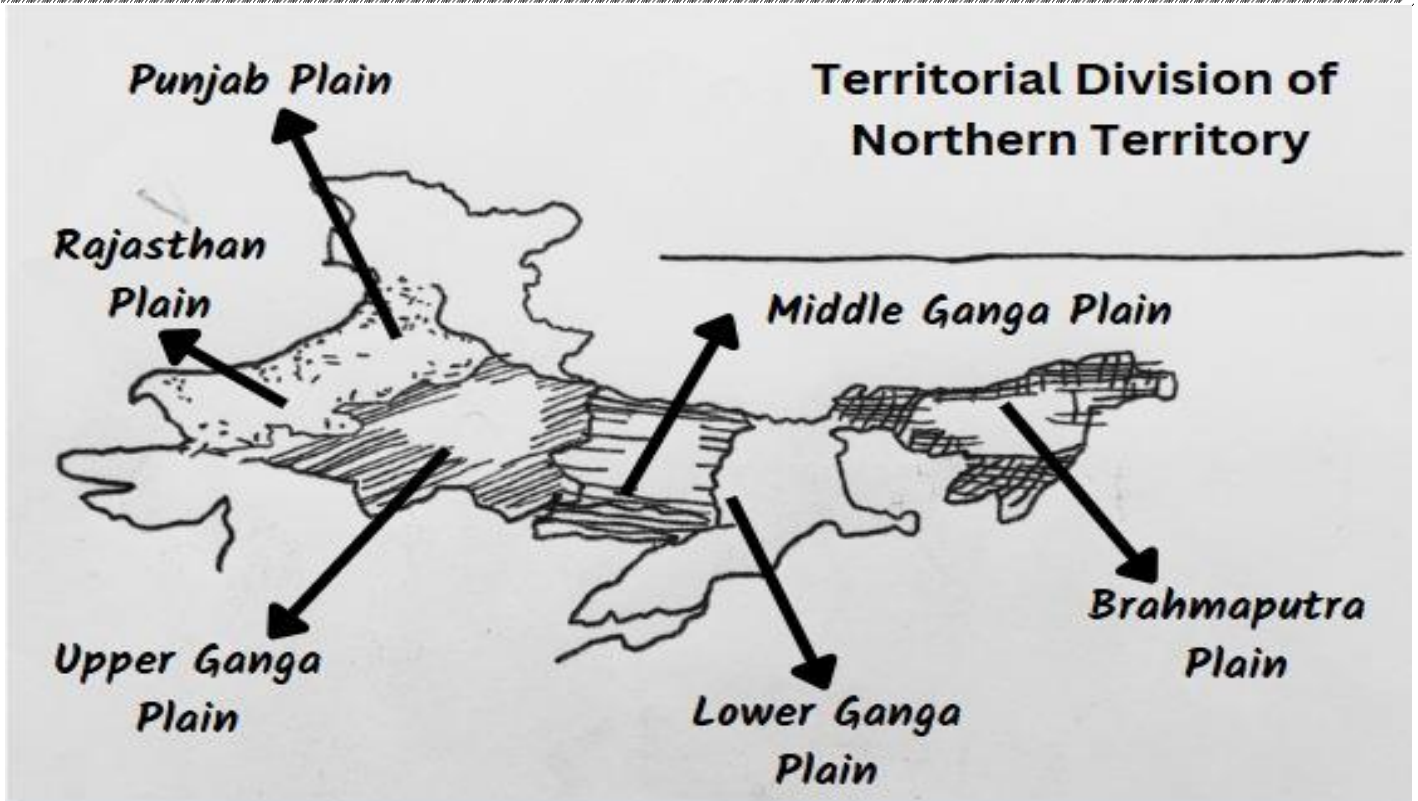 Punjab Plain
Territorial Division of
Northern Territory
Rajasthan
Plain
Middle Ganga Plain
Brahmaputra
Plain
Upper Ganga
Plain
Lower Ganga
Plain